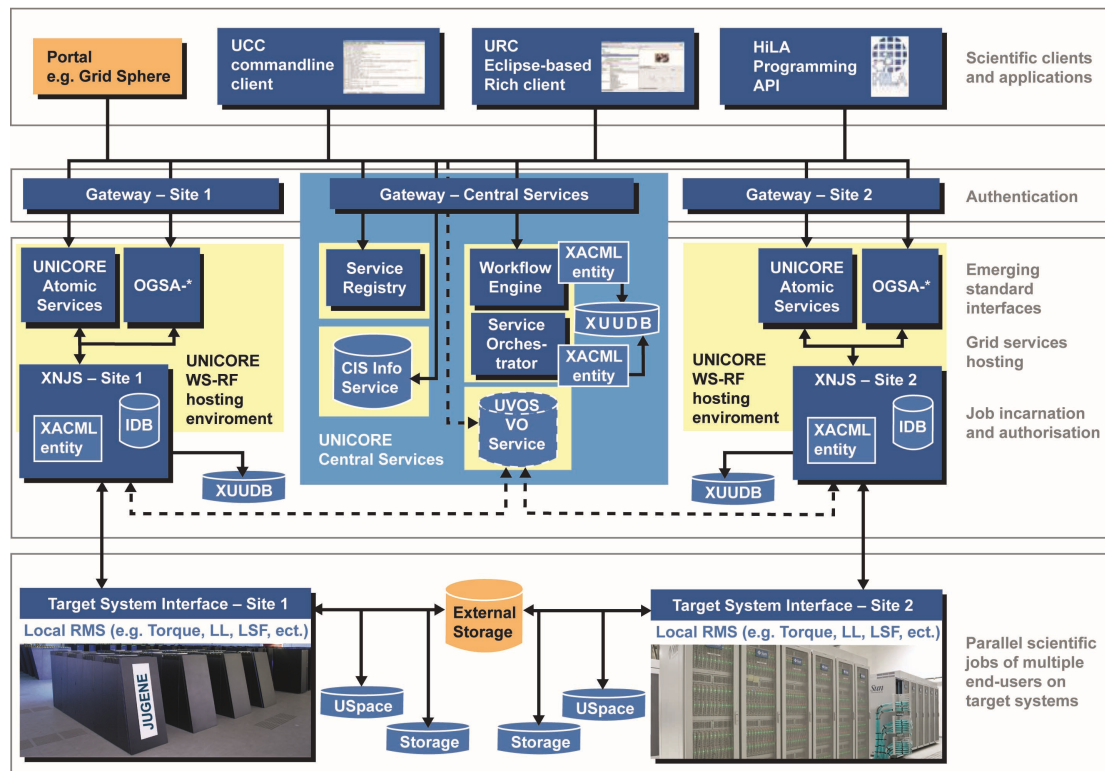 Portal
e.g. Grid Sphere
UCC
commandline
client
URC
Eclipse-based
Rich client
HiLA
Programming
API
Scientific clients
and applications
Gateway – Site 1
Gateway – Central Services
Gateway – Site 2
Authentication
UNICORE
Atomic
Services
OGSA-*
Service
Registry
Workflow
Engine
XACML
entity
XUUDB
Service
Orches-
trator
XACML
entity
CIS Info
Service
UVOS
VO
Service
UNICORE
Central Services
UNICORE
Atomic
Services
OGSA-*
Emerging
standard
interfaces
Grid services
hosting
Job incarnation
and authorisation
UNICORE
WS-RF
hosting
enviroment
XNJS – Site 1
XACML
entity
IDB
XUUDB
UNICORE
WS-RF
hosting
enviroment
XNJS – Site 2
XACML
entity
IDB
XUUDB
Target System Interface – Site 1
Local RMS (e.g. Torque, LL, LSF, ect.)
JUGENE
External
Storage
USpace
Storage
USpace
Storage
Target System Interface – Site 2
Local RMS (e.g. Torque, LL, LSF, ect.)
Sun
Parallel scientific
jobs of multiple
end-users on
target systems